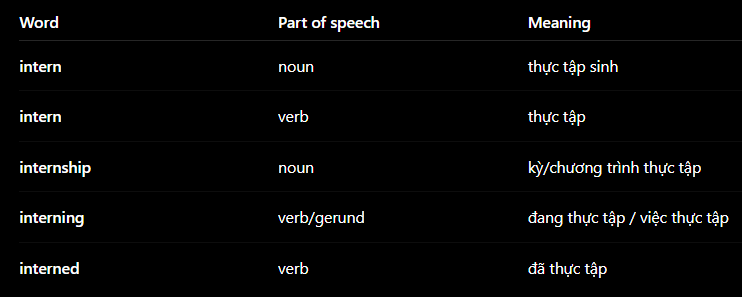 Word Part of speech Meaning
intern noun thực tập sinh
intern verb thực tập
internship noun kỳ/chương trình thực tập
interning verb/gerund đang thực tập / việc thực tập
interned verb đã thực tập